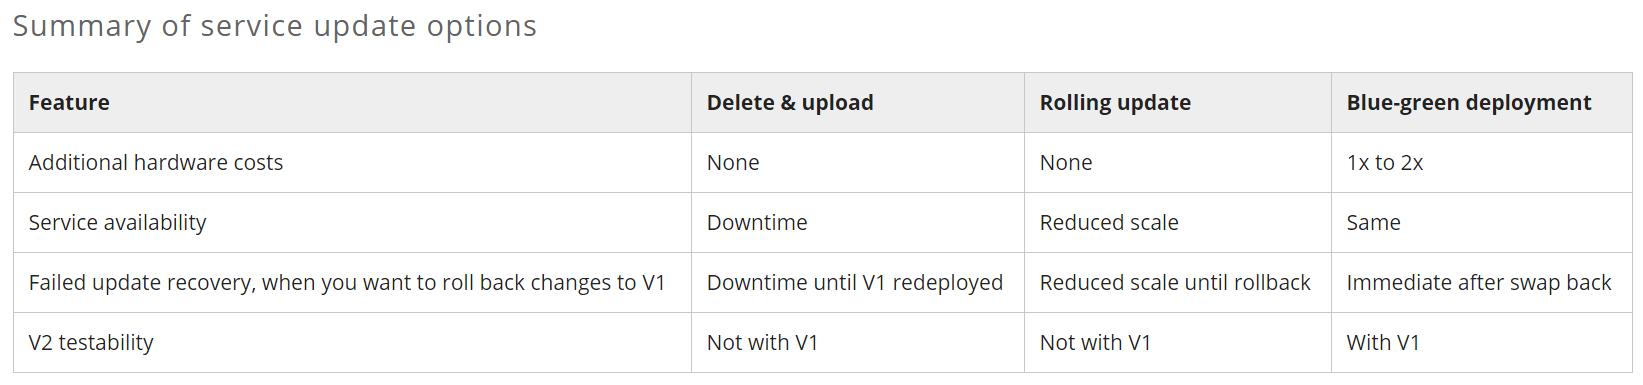 Summary of service update options
Feature Delete & upload Rolling update Blue-green deployment
Additional hardware costs None None 1x to 2x
Service availability Downtime Reduced scale Same
Failed update recovery, when you want to roll back changes to V1 Downtime until V1 redeployed Reduced scale until rollback Immediate after swap back
V2 testability Not with V1 Not with V1 With V1